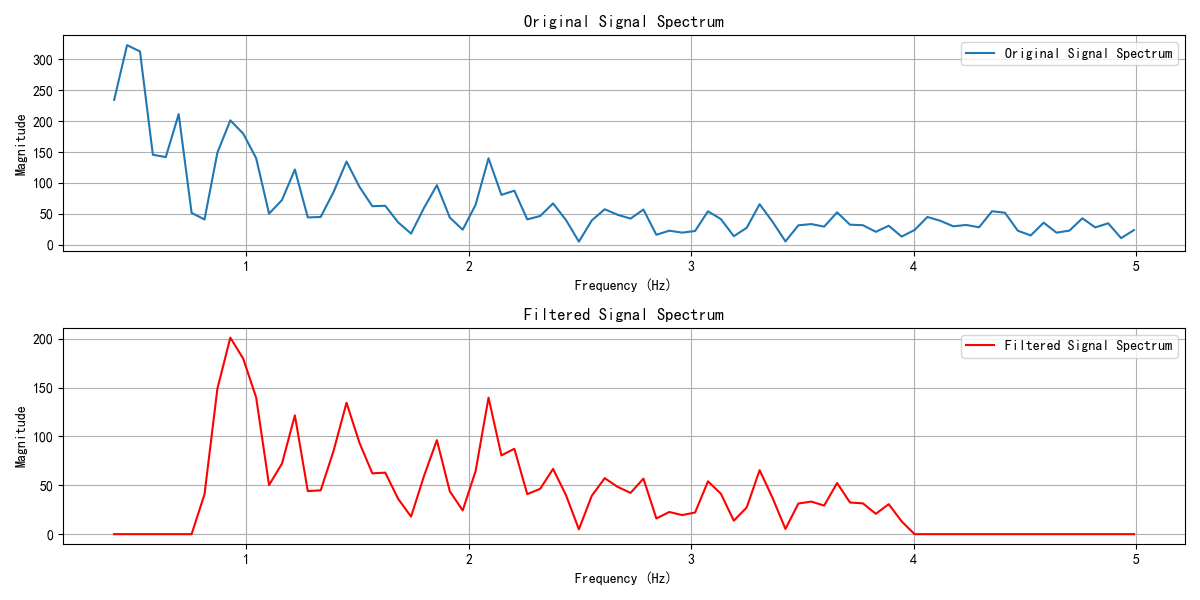 Original Signal Spectrum
Original Signal Spectrum
Magnitude
300
250
200
150
100
50
0
1 2 3 4 5
Frequency (Hz)
Filtered Signal Spectrum
Filtered Signal Spectrum
Magnitude
200
150
100
50
0
1 2 3 4 5
Frequency (Hz)